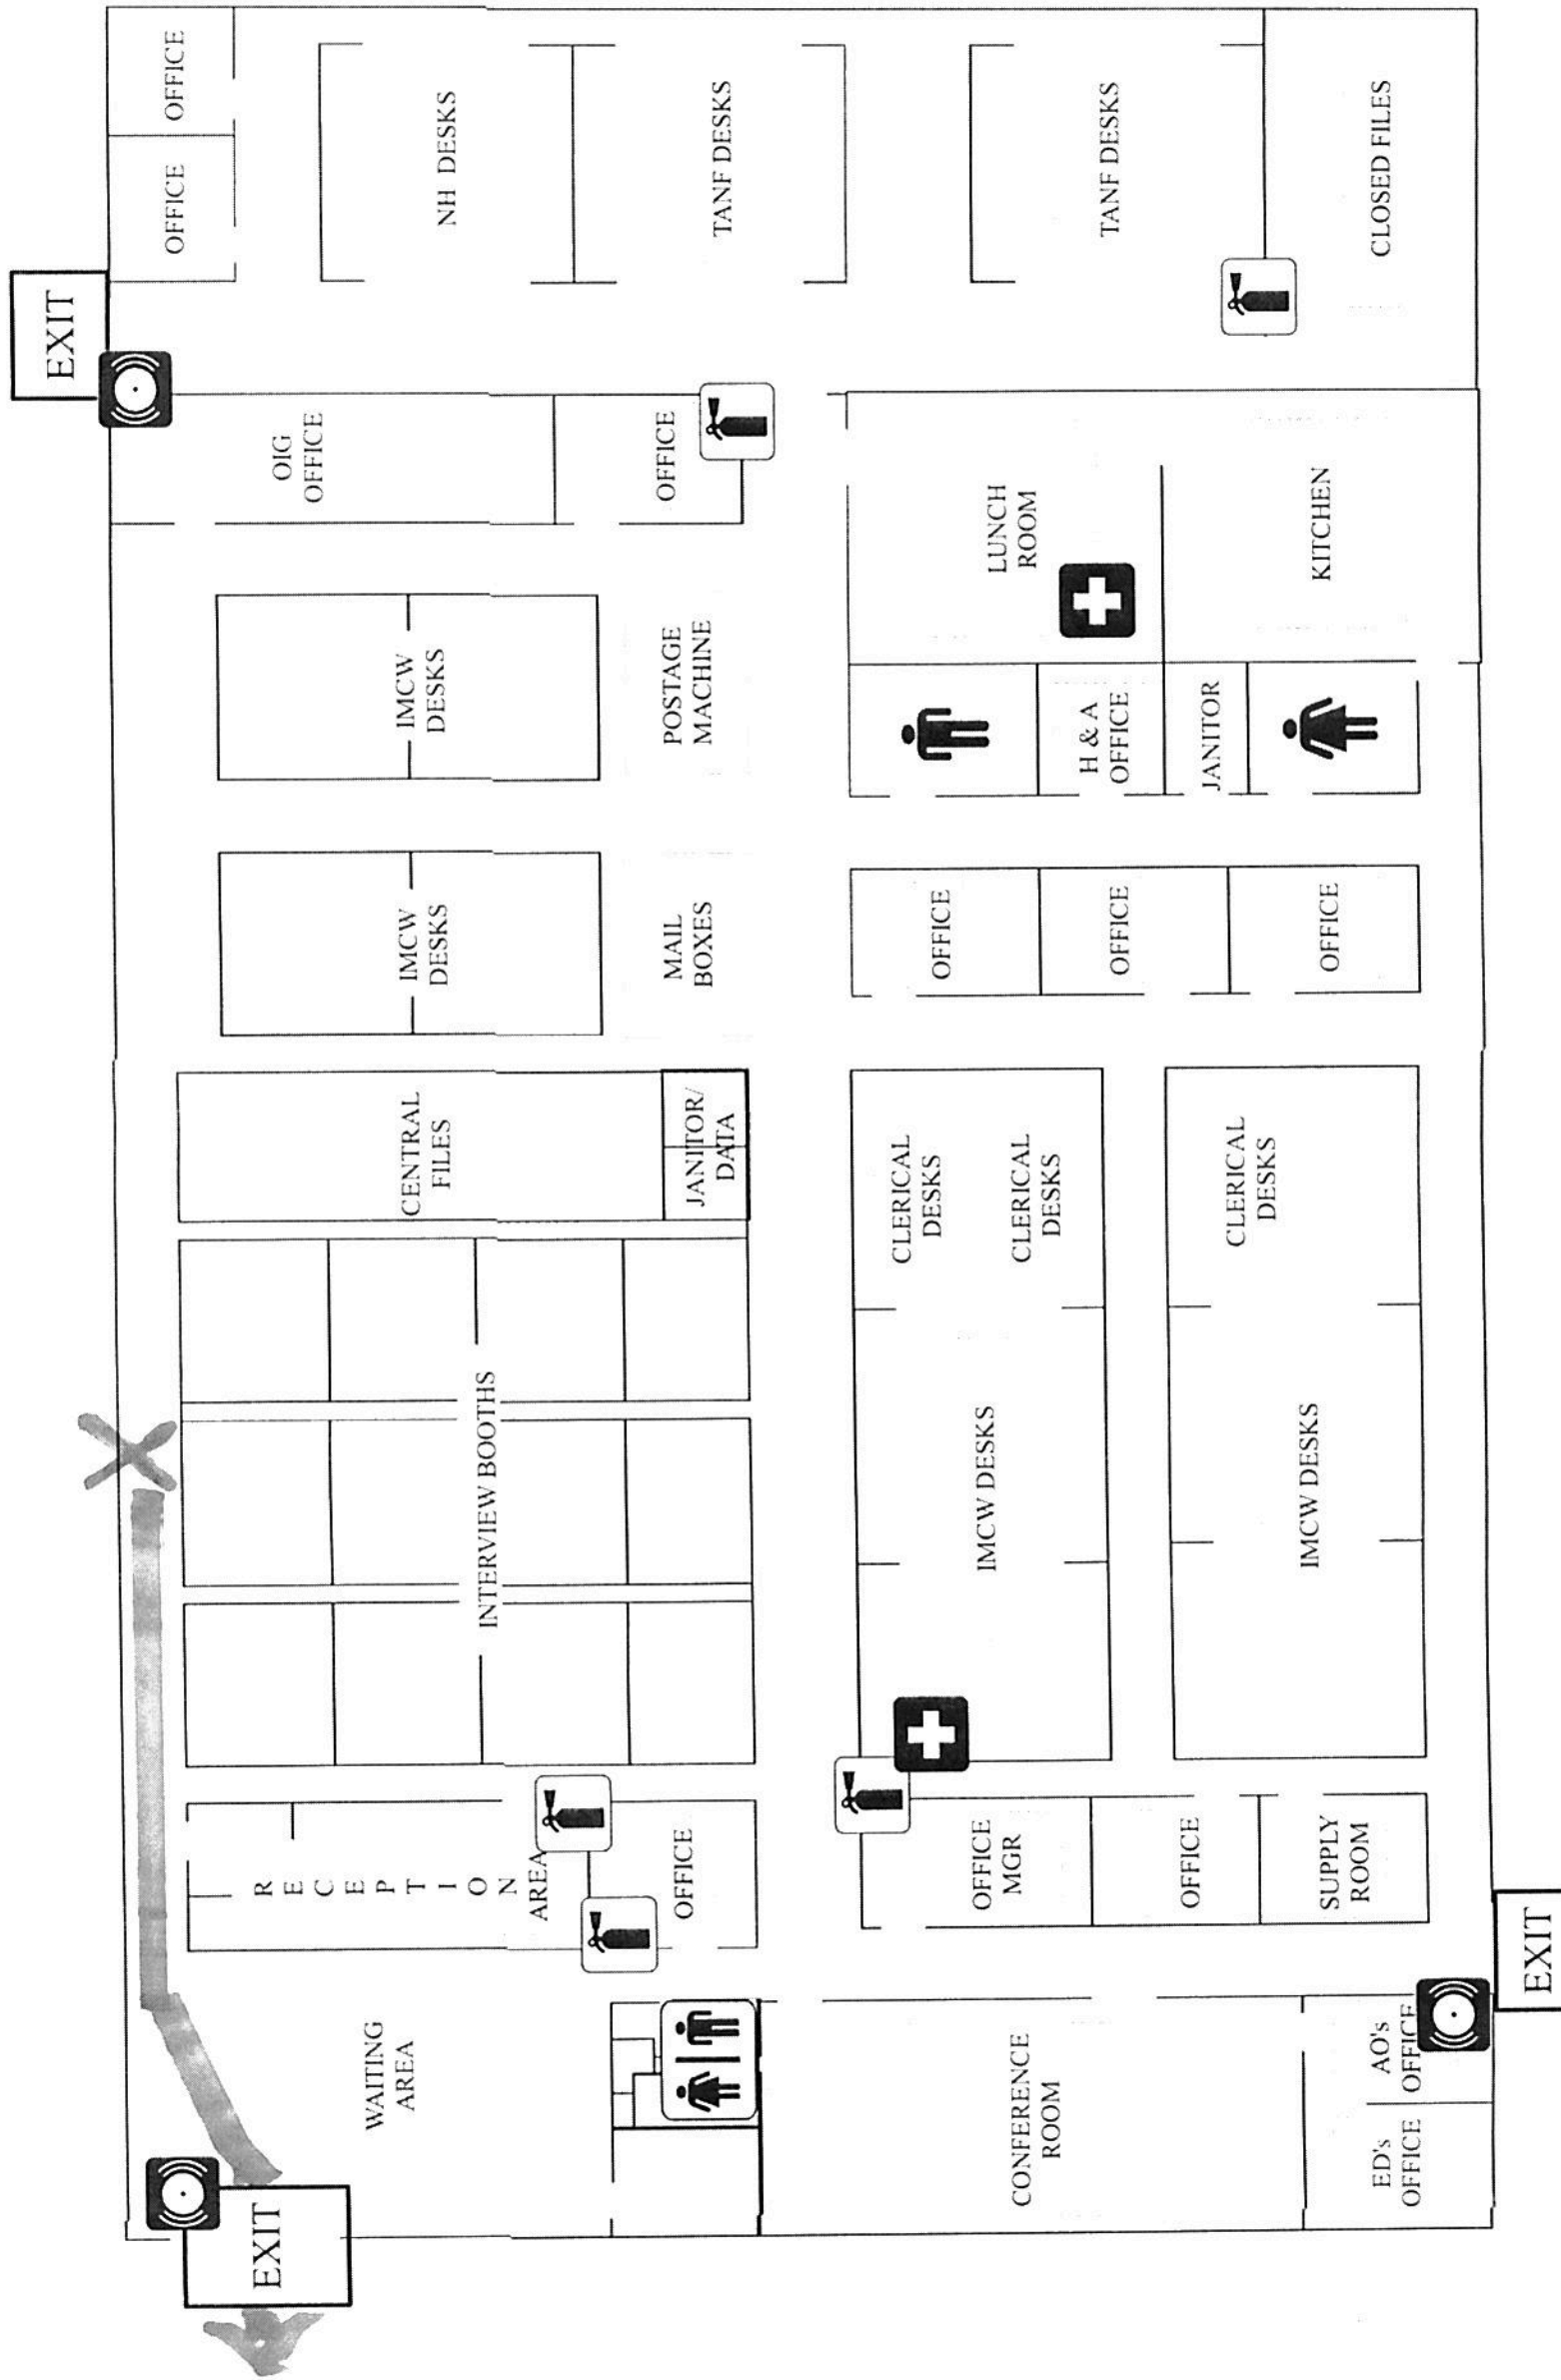 EXIT
OFFICE
OFFICE
EXIT
WAITING
AREA
R
E
C
E
P
T
I
O
N
AREA
OFFICE
INTERVIEW BOOTHS
CENTRAL
FILES
JANITOR/
DATA
IMCW
DESKS
MAIL
BOXES
IMCW
DESKS
POSTAGE
MACHINE
OIG
OFFICE
OFFICE
NH DESKS
TANF DESKS
CONFERENCE
ROOM
ED's
OFFICE
AO's
OFFICE
OFFICE
MGR
OFFICE
SUPPLY
ROOM
IMCW DESKS
CLERICAL
DESKS
CLERICAL
DESKS
IMCW DESKS
CLERICAL
DESKS
OFFICE
OFFICE
OFFICE
H & A
OFFICE
JANITOR
LUNCH
ROOM
KITCHEN
TANF DESKS
CLOSED FILES
EXIT